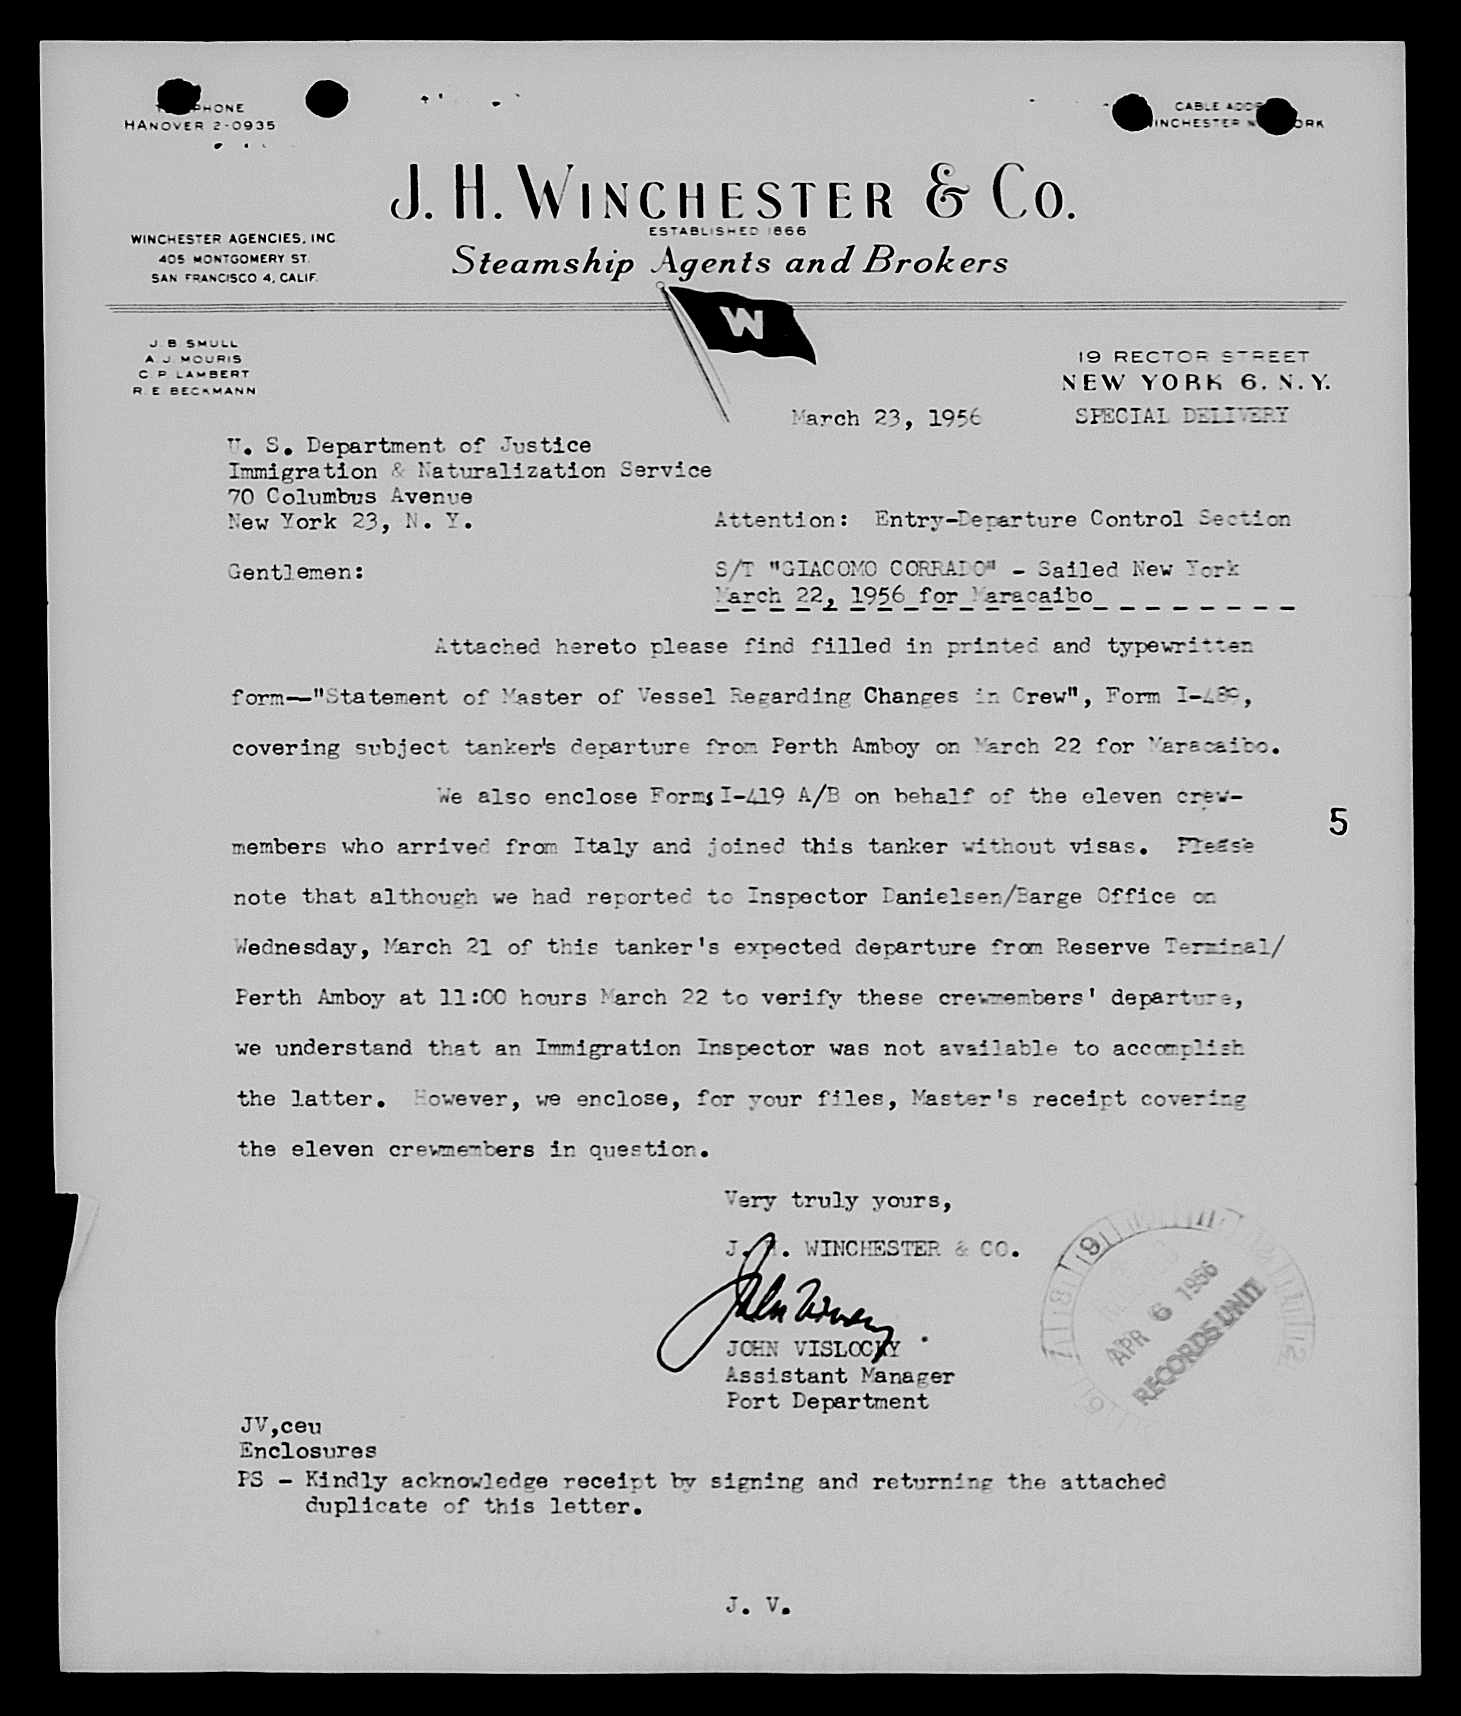 HANOVER 2-0935
CABLE
J. H. WINCHESTER & CO.
ESTABLISHED 1866
Steamship Agents and Brokers
WINCHESTER AGENCIES, INC
405 MONTGOMERY ST.
SAN FRANCISCO 4, CALIF.
W
J. B. SMULL
A. J. MOURIS
C. P. LAMBERT
R. E. BECKMANN
19 RECTOR STREET
NEW YORK 6, N.Y.
March 23, 1956 SPECIAL DELIVERY
U. S. Department of Justice
Immigration & Naturalization Service
70 Columbus Avenue
New York 23, N. Y.
Attention: Entry-Departure Control Section
Gentlemen:
S/T "GIACOMO CORRADO" - Sailed New York
March 22, 1956 for Maracaibo
Attached hereto please find filled in printed and typewritten
form—"Statement of Master of Vessel Regarding Changes in Crew", Form I-489,
covering subject tanker's departure from Perth Amboy on March 22 for Maracaibo.
We also enclose Forms I-419 A/B on behalf of the eleven crew-
members who arrived from Italy and joined this tanker without visas. Please
note that although we had reported to Inspector Danielsen/Barge Office on
Wednesday, March 21 of this tanker's expected departure from Reserve Terminal/
Perth Amboy at 11:00 hours March 22 to verify these crewmembers' departure,
we understand that an Immigration Inspector was not available to accomplish
the latter. However, we enclose, for your files, Master's receipt covering
the eleven crewmembers in question.
5
Very truly yours,
J. H. WINCHESTER & CO.
JOHN VISLOCKY
Assistant Manager
Port Department
APR 6 1956
RECORDS UNIT
JV,ceu
Enclosures
PS - Kindly acknowledge receipt by signing and returning the attached
duplicate of this letter.
J. V.